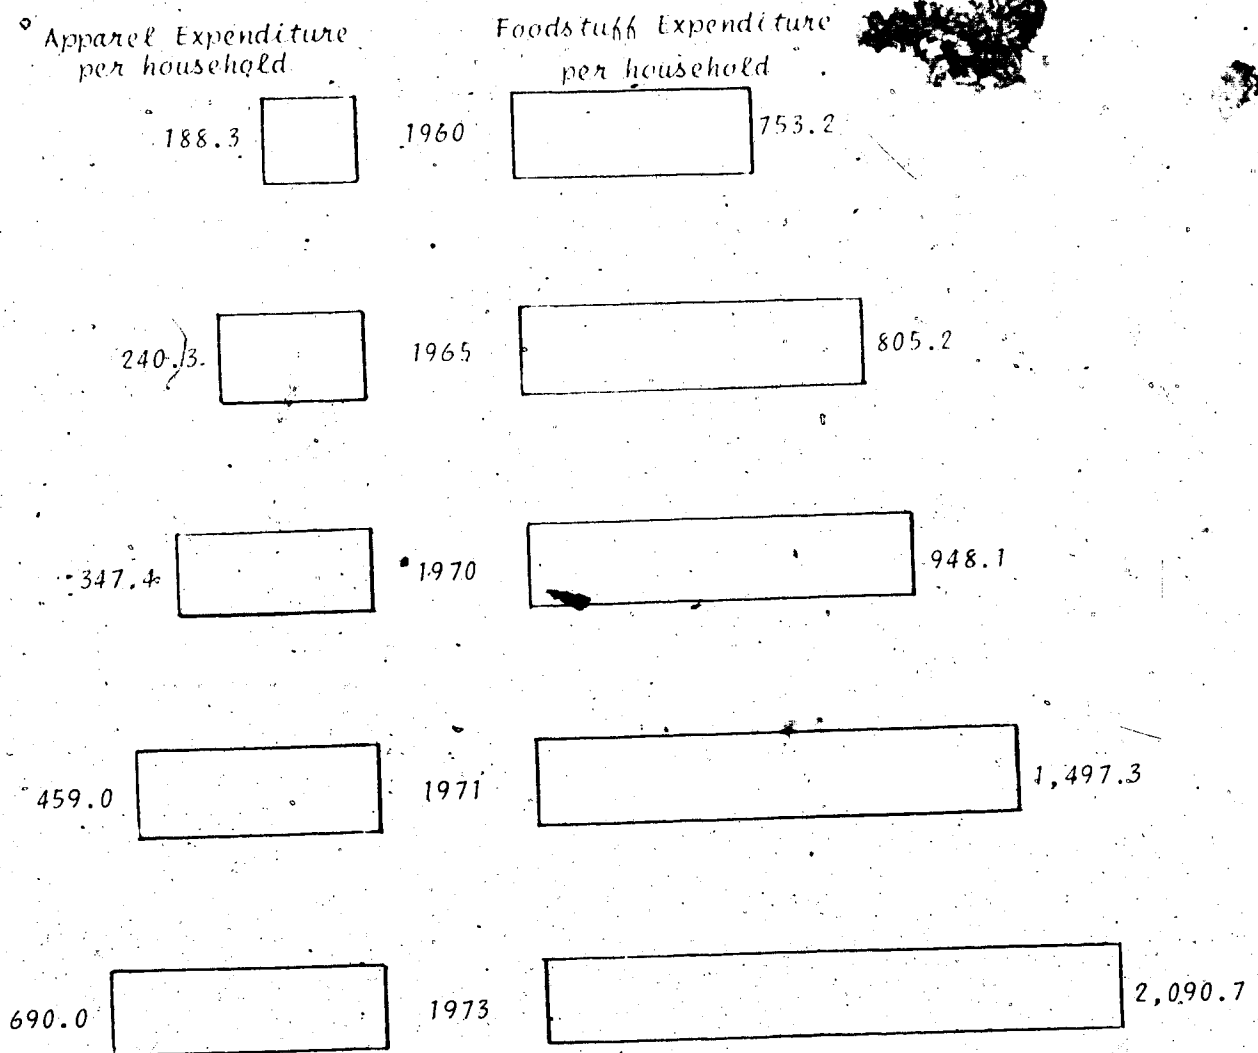 Apparel Expenditure
per household
Foodstuff Expenditure
per household
188.3 1960 753.2
240.3 1965 805.2
347.4 1970 948.1
459.0 1971 1,497.3
690.0 1973 2,090.7